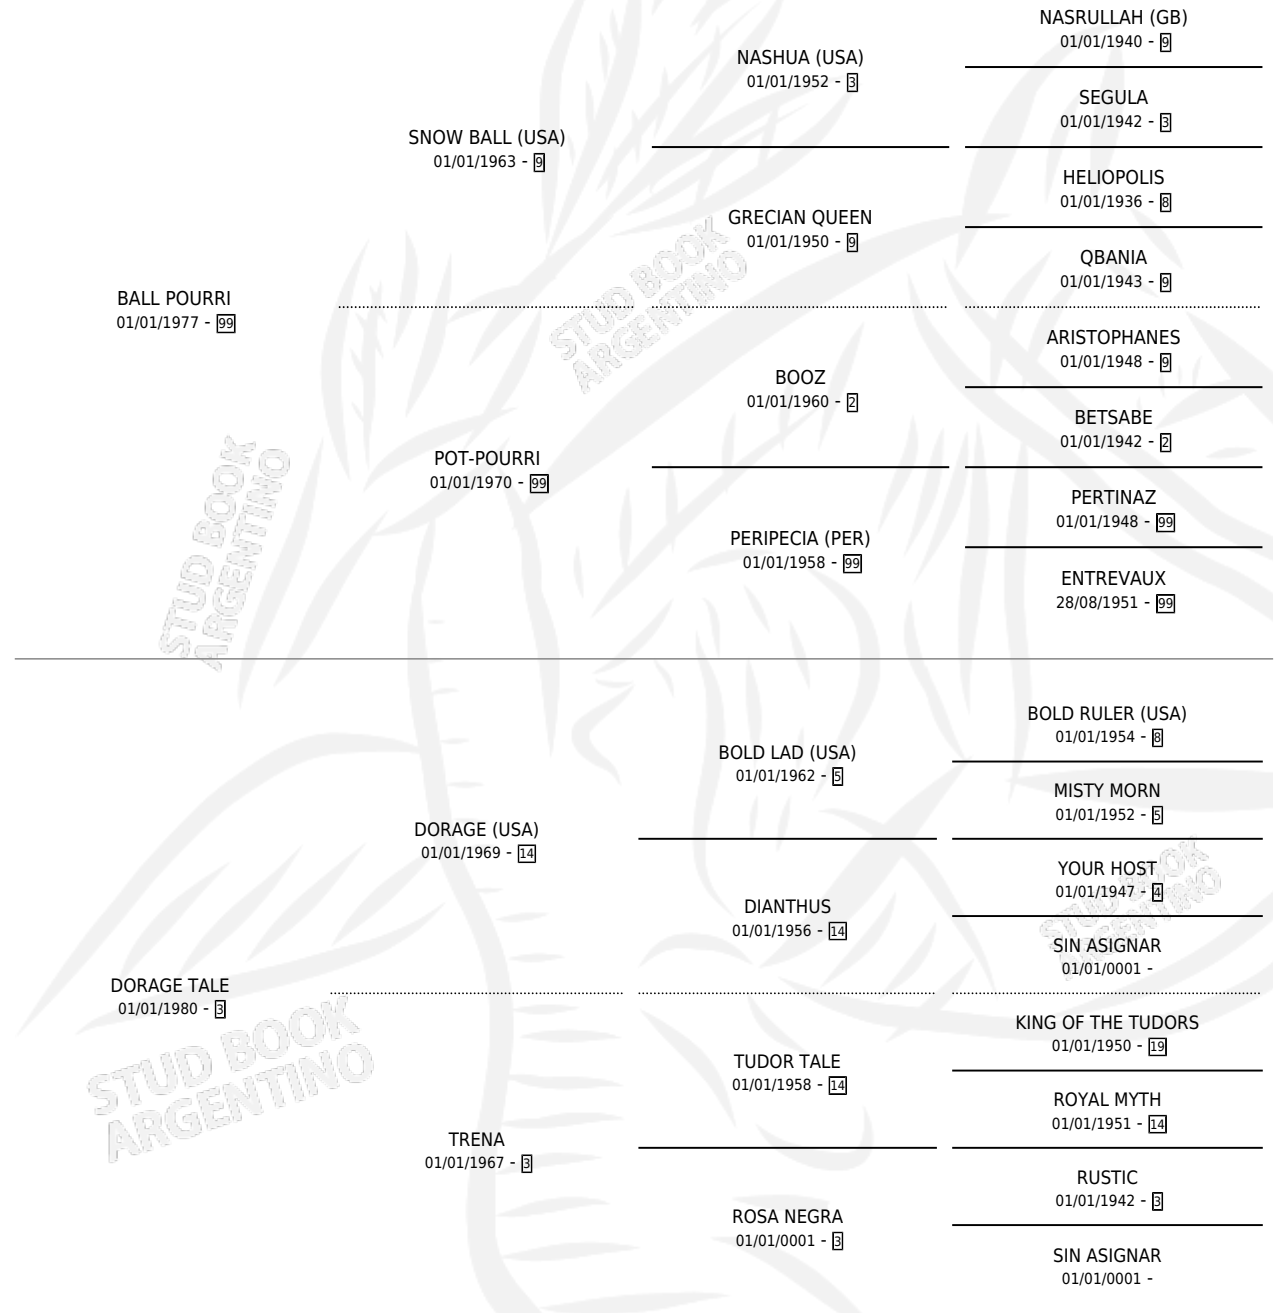 NASRULLAH (GB)
01/01/1940 - 9
NASHUA (USA)
01/01/1952 - 3
SEGULA
01/01/1942 - 3
SNOW BALL (USA)
01/01/1963 - 9
HELIOPOLIS
01/01/1936 - 8
GRECIAN QUEEN
01/01/1950 - 9
QBANIA
01/01/1943 - 9
BALL POURRI
01/01/1977 - 99
STUD BOOK
ARGENTINO
ARISTOPHANES
01/01/1948 - 9
BOOZ
01/01/1960 - 2
BETSABE
01/01/1942 - 2
POT-POURRI
01/01/1970 - 99
STUD BOOK
ARGENTINO
PERTINAZ
01/01/1948 - 99
PERIPECIA (PER)
01/01/1958 - 99
ENTREVAUX
28/08/1951 - 99
BOLD RULER (USA)
01/01/1954 - 8
BOLD LAD (USA)
01/01/1962 - 5
MISTY MORN
01/01/1952 - 5
DORAGE (USA)
01/01/1969 - 14
YOUR HOST
01/01/1947 - 4
STUD BOOK
ARGENTINO
DIANTHUS
01/01/1956 - 14
SIN ASIGNAR
01/01/0001 -
DORAGE TALE
01/01/1980 - 3
STUD BOOK
ARGENTINO
KING OF THE TUDORS
01/01/1950 - 19
TUDOR TALE
01/01/1958 - 14
ROYAL MYTH
01/01/1951 - 14
TRENA
01/01/1967 - 3
RUSTIC
01/01/1942 - 3
ROSA NEGRA
01/01/0001 - 3
SIN ASIGNAR
01/01/0001 -